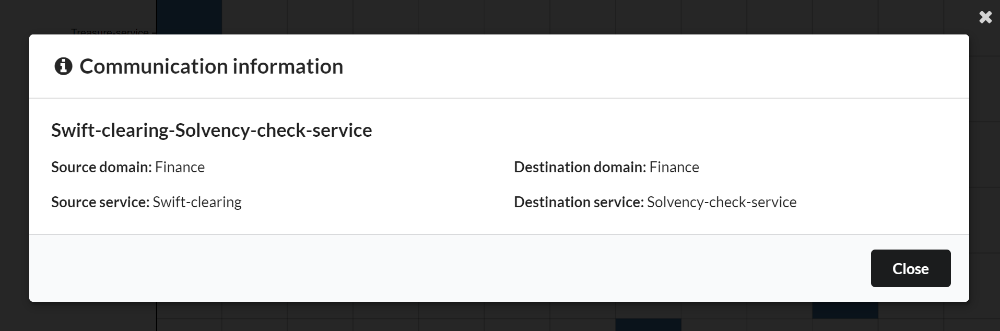 Treasure-service
Communication information
Swift-clearing-Solvency-check-service
Source domain: Finance
Destination domain: Finance
Source service: Swift-clearing
Destination service: Solvency-check-service
Close